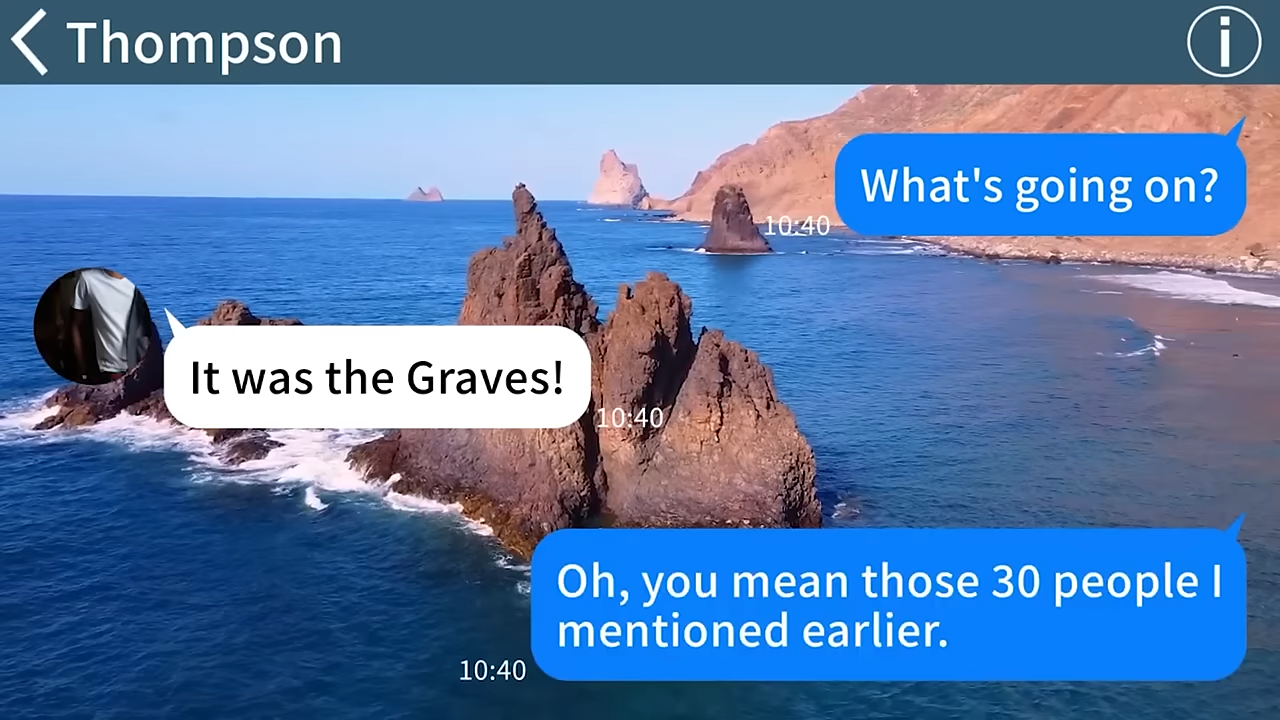 Thompson
What's going on?
10:40
It was the Graves!
10:40
Oh, you mean those 30 people I
mentioned earlier.
10:40